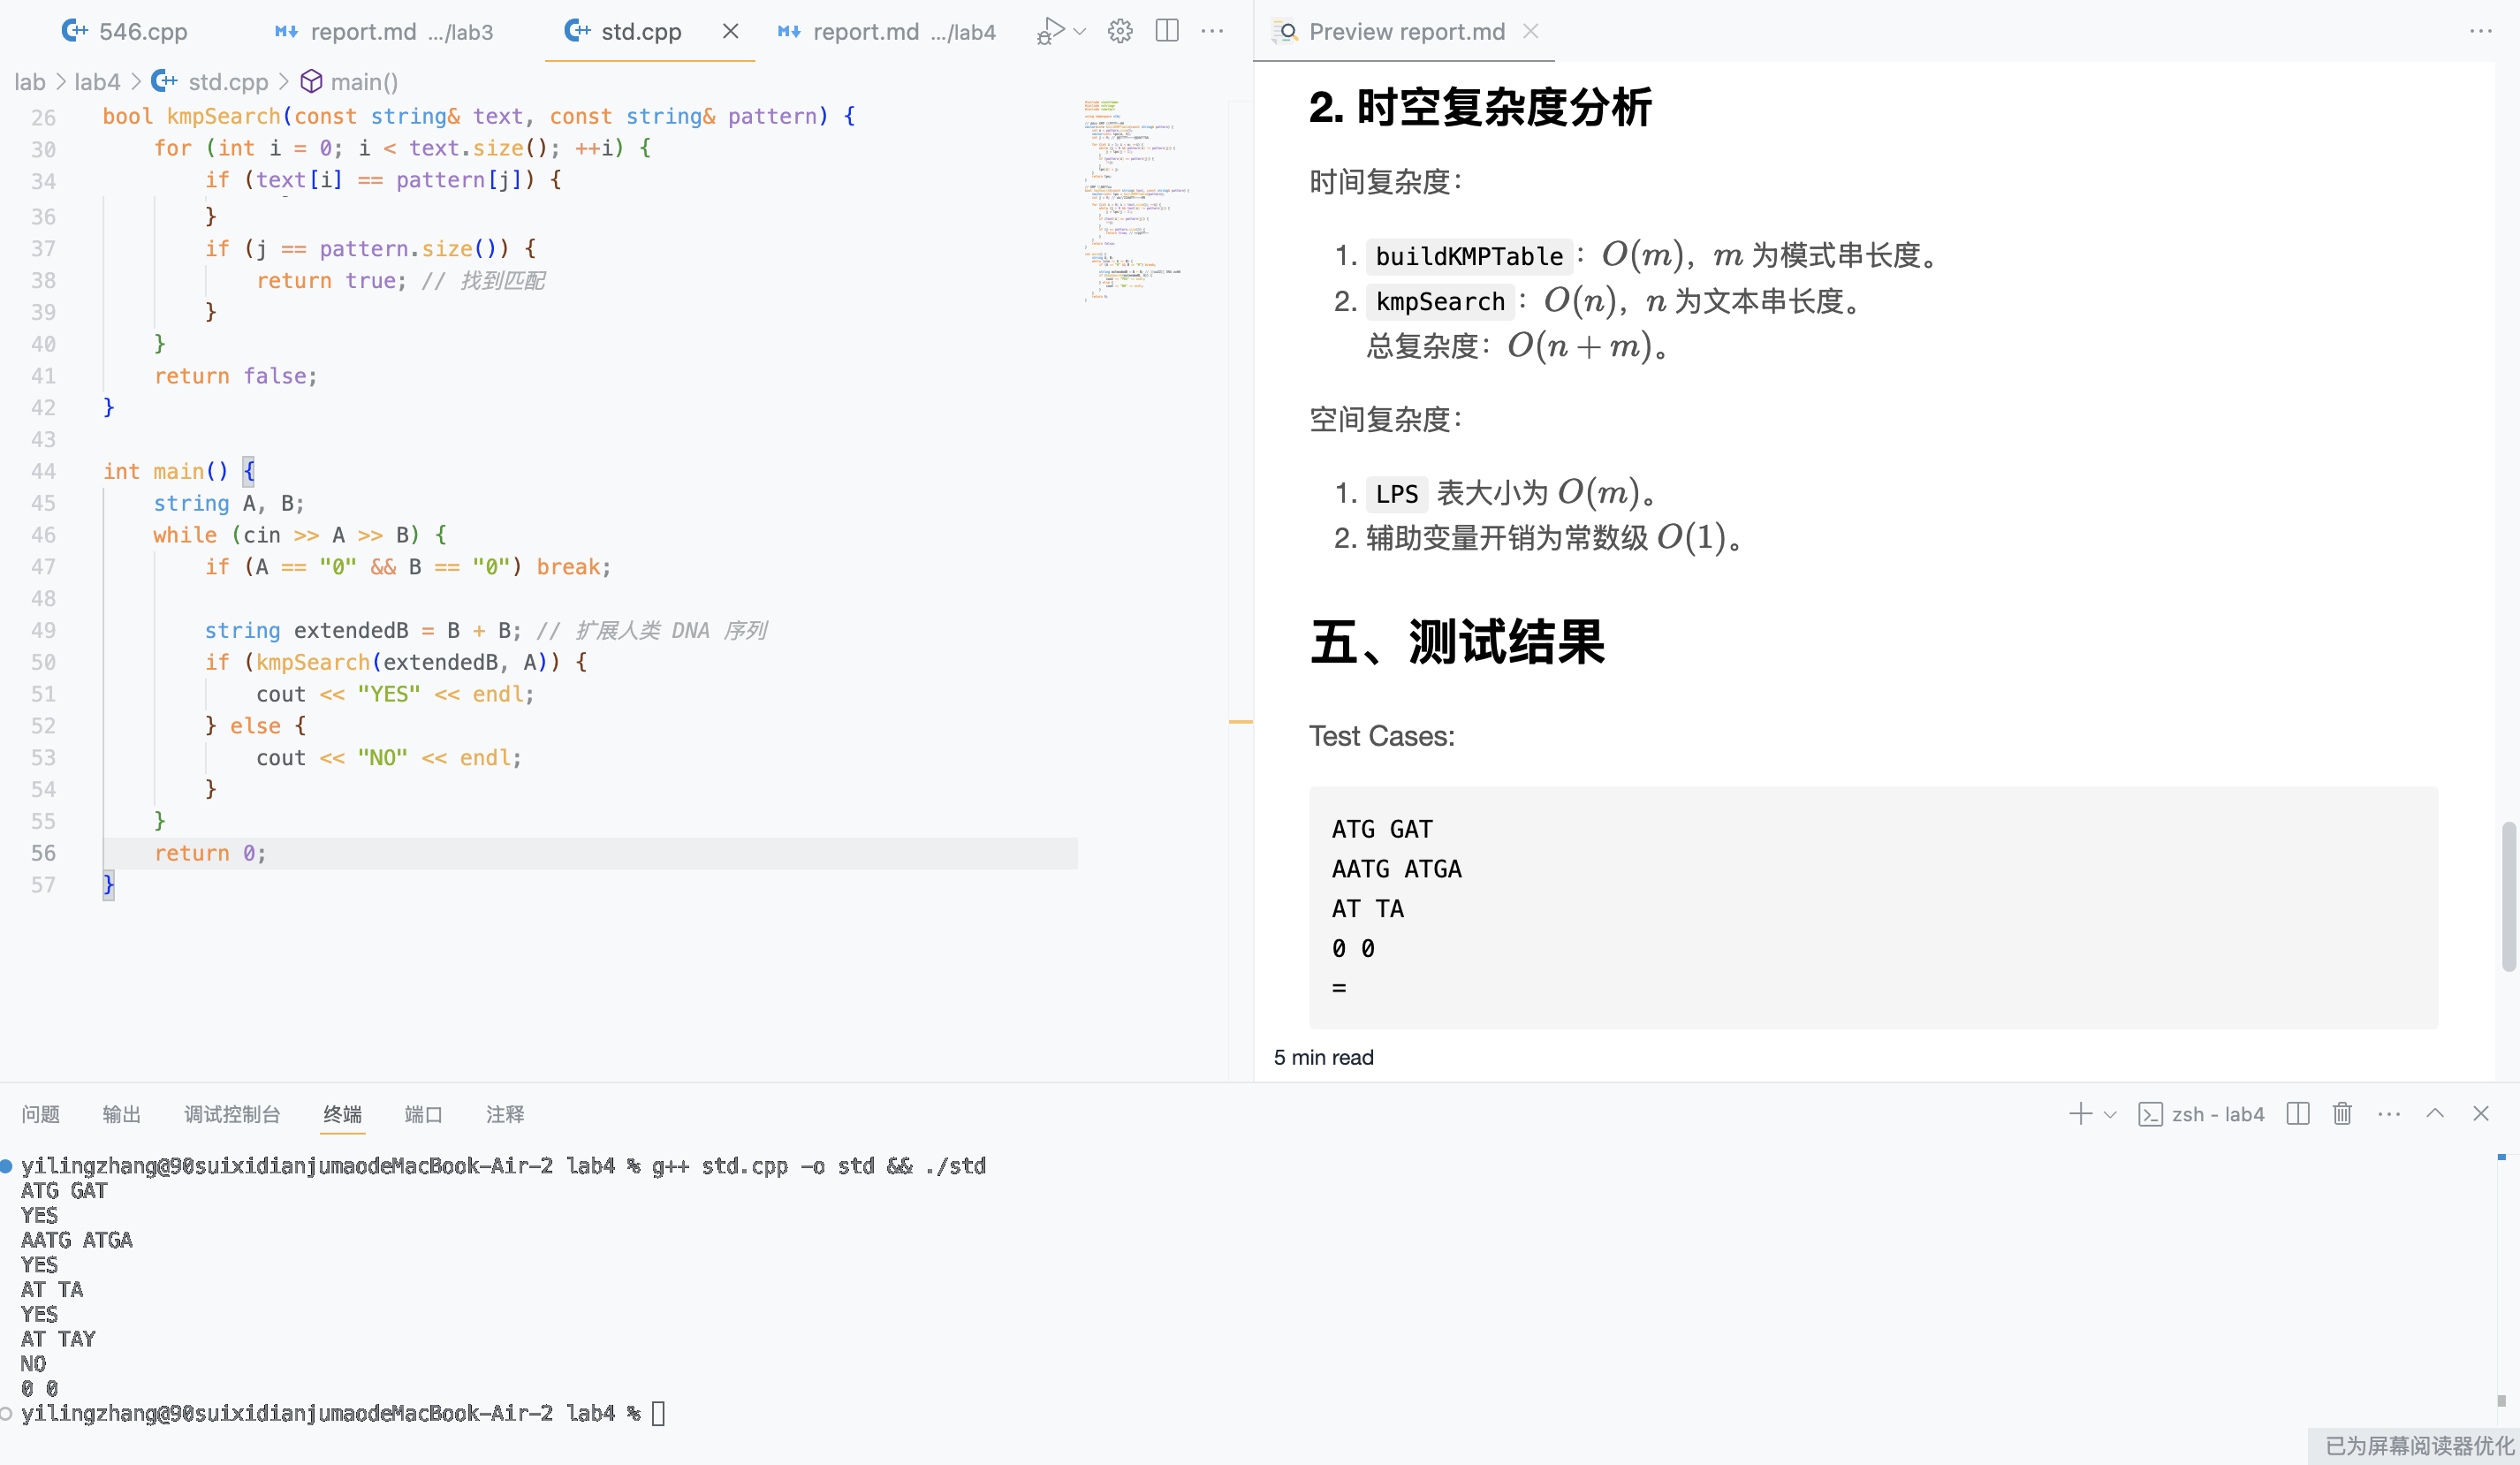 546.cpp
report.md .../lab3
std.cpp
report.md .../lab4
Preview report.md
lab > lab4 > std.cpp > main()
26 bool kmpSearch(const string& text, const string& pattern) {
30 for (int i = 0; i < text.size(); ++i) {
34 if (text[i] == pattern[j]) {
36 }
37 if (j == pattern.size()) {
38 return true; // 找到匹配
39 }
40 }
41 return false;
42 }
43
44 int main() {
45 string A, B;
46 while (cin >> A >> B) {
47 if (A == "0" && B == "0") break;
48
49 string extendedB = B + B; // 扩展人类 DNA 序列
50 if (kmpSearch(extendedB, A)) {
51 cout << "YES" << endl;
52 } else {
53 cout << "NO" << endl;
54 }
55 }
56 return 0;
57 }
2. 时空复杂度分析
时间复杂度：
1. buildKMPTable：O(m)，m 为模式串长度。
2. kmpSearch：O(n)，n 为文本串长度。
总复杂度：O(n + m)。
空间复杂度：
1. LPS 表大小为 O(m)。
2. 辅助变量开销为常数级 O(1)。
五、测试结果
Test Cases:
ATG GAT
AATG ATGA
AT TA
0 0
=
5 min read
问题 输出 调试控制台 终端 端口 注释
zsh - lab4
yilingzhang@90suixidianjumaodeMacBook-Air-2 lab4 % g++ std.cpp -o std && ./std
ATG GAT
YES
AATG ATGA
YES
AT TA
YES
AT TAY
NO
0 0
yilingzhang@90suixidianjumaodeMacBook-Air-2 lab4 %
已为屏幕阅读器优化